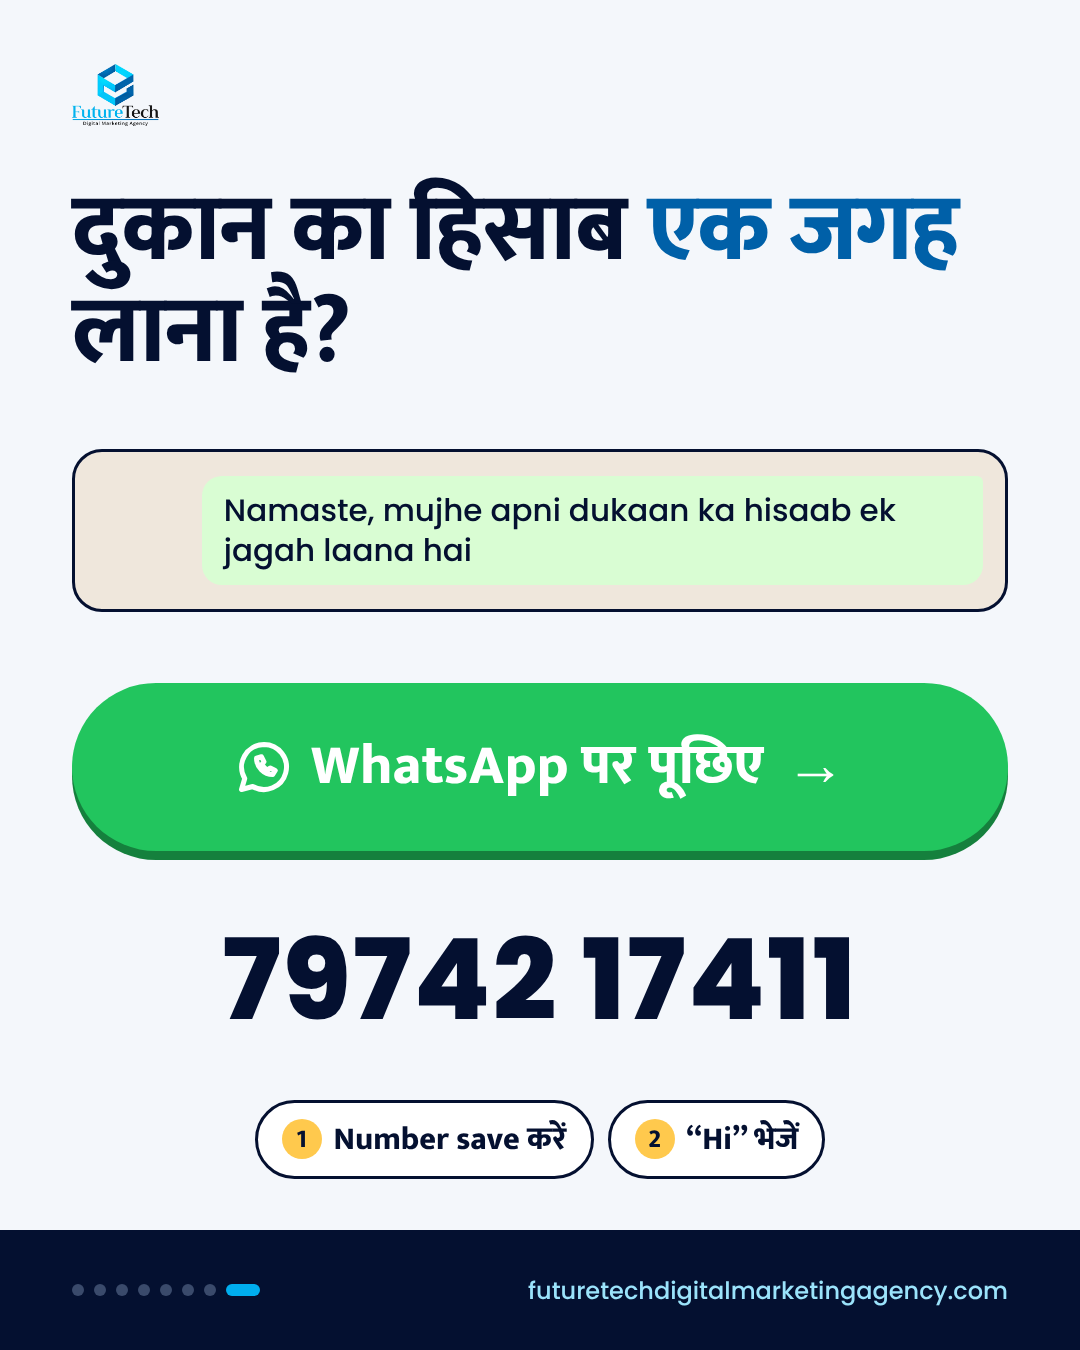 FutureTech
Digital Marketing Agency
दुकान का हिसाब एक जगह
लाना है?
Namaste, mujhe apni dukaan ka hisaab ek
jagah laana hai
WhatsApp पर पूछिए →
79742 17411
1 Number save करें 2 “Hi” भेजें
futuretechdigitalmarketingagency.com